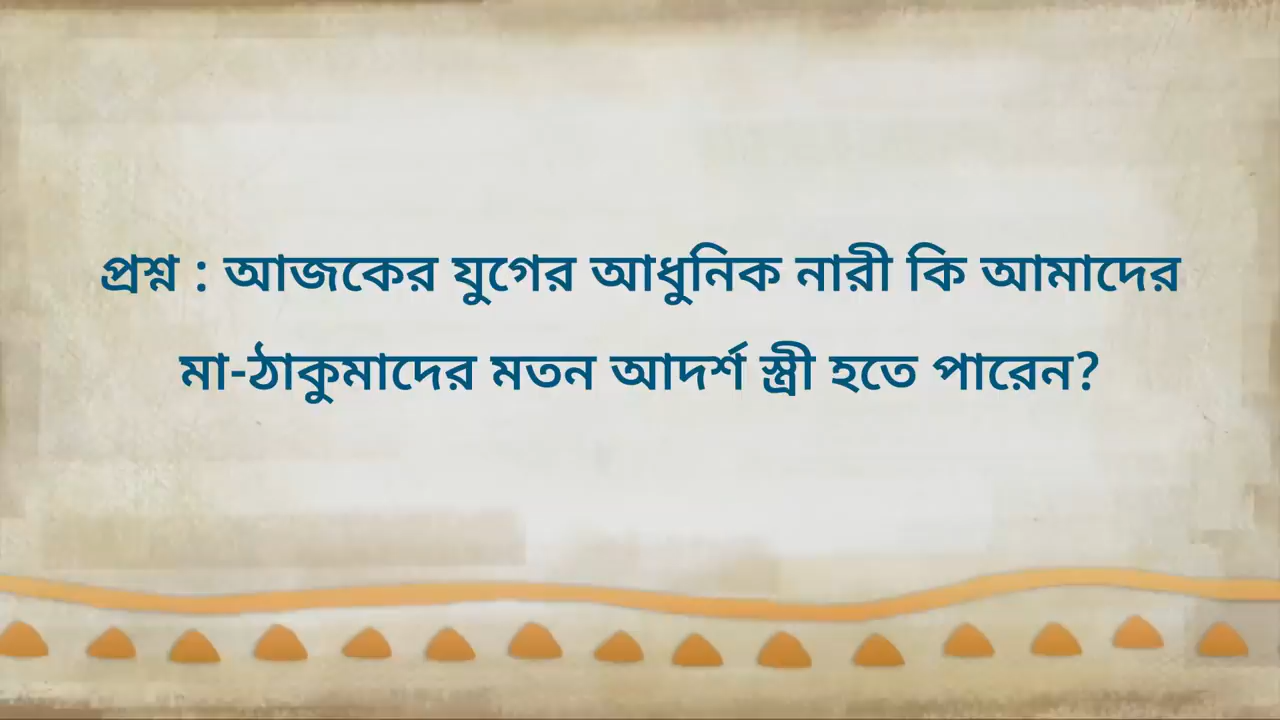 প্রশ্ন : আজকের যুগের আধুনিক নারী কি আমাদের
মা-ঠাকুমাদের মতন আদর্শ স্ত্রী হতে পারেন?